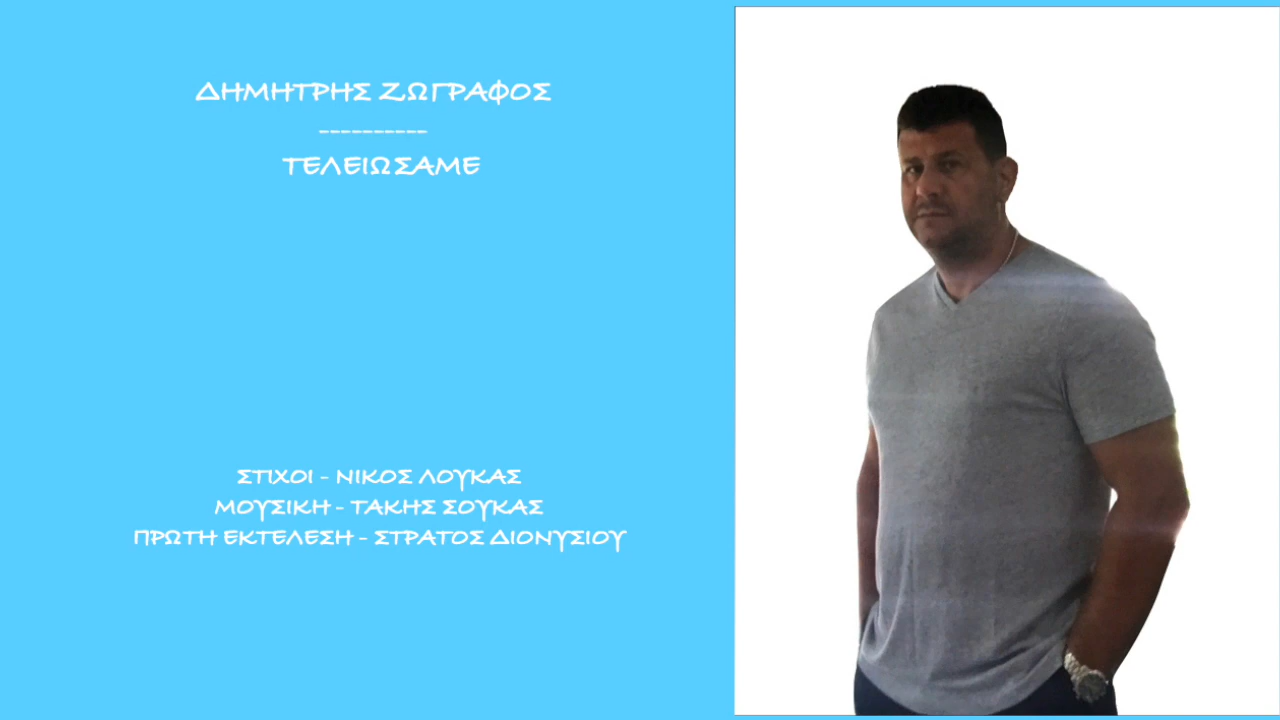 ΔΗΜΗΤΡΗΣ ΖΩΓΡΑΦΟΣ
----------
ΤΕΛΕΙΩΣΑΜΕ
ΣΤΙΧΟΙ - ΝΙΚΟΣ ΛΟΥΚΑΣ
ΜΟΥΣΙΚΗ - ΤΑΚΗΣ ΣΟΥΚΑΣ
ΠΡΩΤΗ ΕΚΤΕΛΕΣΗ - ΣΤΡΑΤΟΣ ΔΙΟΝΥΣΙΟΥ